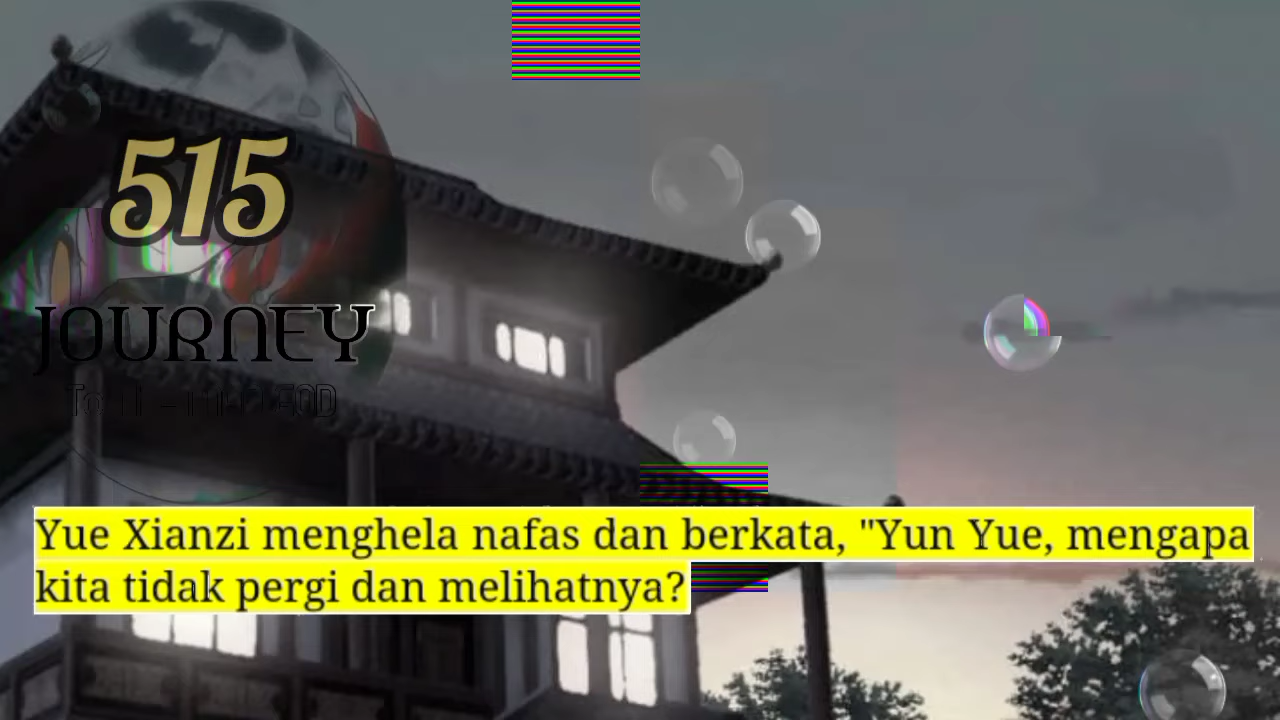 515
JOURNEY
Yue Xianzi menghela nafas dan berkata, "Yun Yue, mengapa
kita tidak pergi dan melihatnya?